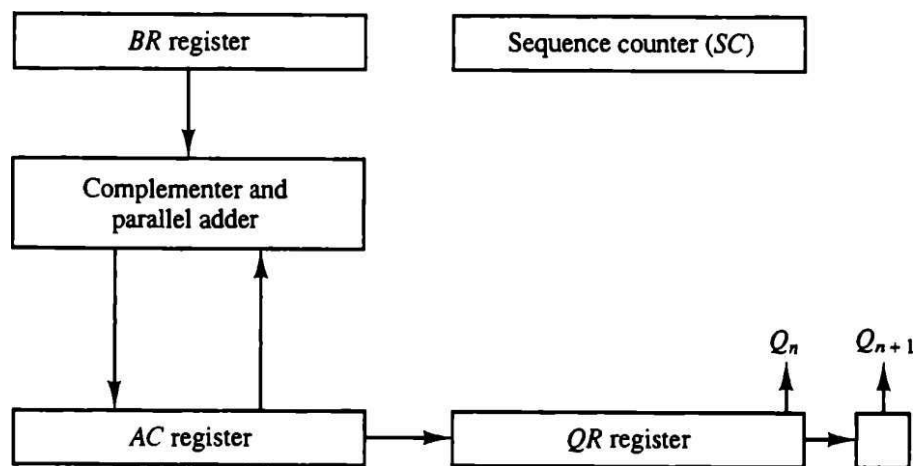 BR register
Sequence counter (SC)
Complementer and
parallel adder
Qn
Qn + 1
AC register
QR register